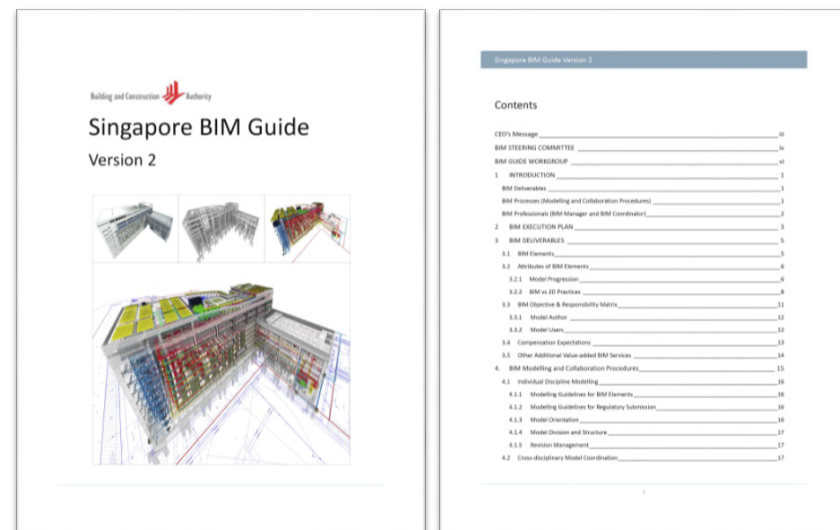 Building and Construction Authority
Singapore BIM Guide
Version 2
Singapore BIM Guide Version 2
Contents
CEO's Message iii
BIM STEERING COMMITTEE iv
BIM GUIDE WORKGROUP vi
1 INTRODUCTION 1
BIM Deliverables 1
BIM Processes (Modelling and Collaboration Procedures) 1
BIM Professionals (BIM Manager and BIM Coordinator) 2
2 BIM EXECUTION PLAN 3
3 BIM DELIVERABLES 5
3.1 BIM Elements 5
3.2 Attributes of BIM Elements 6
3.2.1 Model Progression 6
3.2.2 BIM vs 2D Practices 8
3.3 BIM Objective & Responsibility Matrix 11
3.3.1 Model Author 12
3.3.2 Model Users 12
3.4 Compensation Expectations 13
3.5 Other Additional Value-added BIM Services 14
4. BIM Modelling and Collaboration Procedures 15
4.1 Individual Discipline Modelling 16
4.1.1 Modelling Guidelines for BIM Elements 16
4.1.2 Modelling Guidelines for Regulatory Submission 16
4.1.3 Model Orientation 16
4.1.4 Model Division and Structure 17
4.1.5 Revision Management 17
4.2 Cross-disciplinary Model Coordination 17